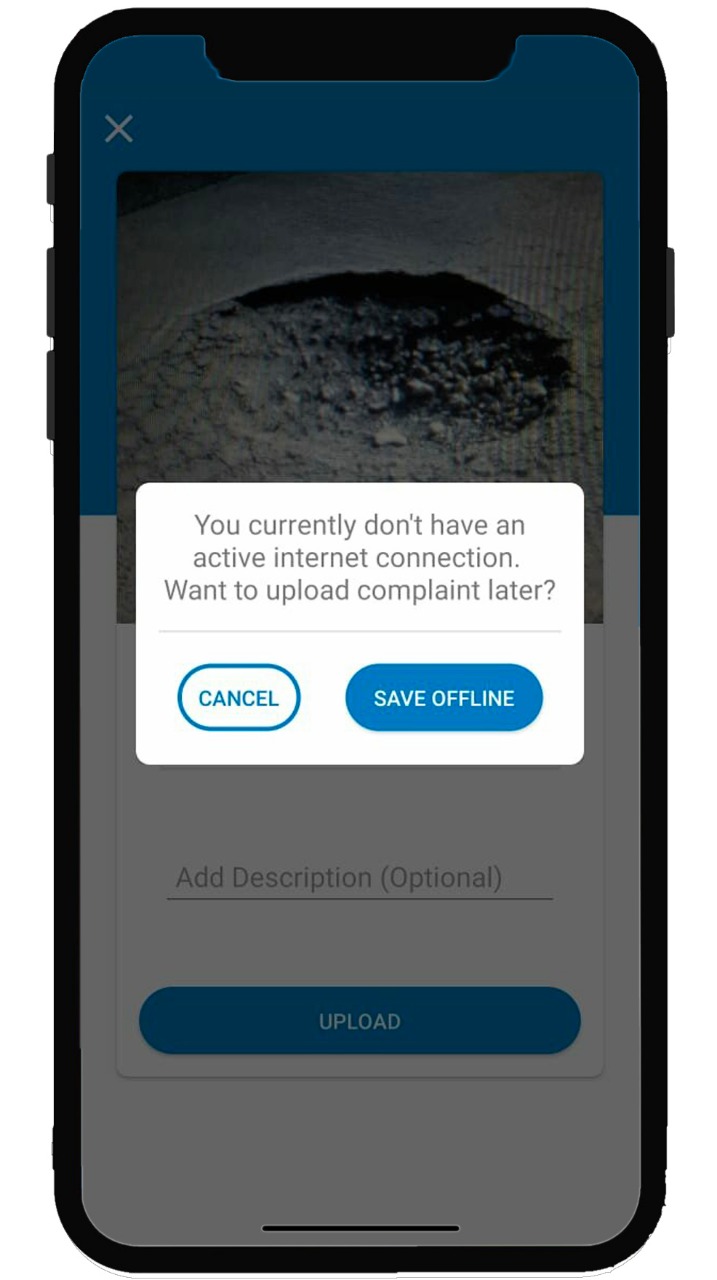 You currently don't have an
active internet connection.
Want to upload complaint later?
CANCEL
SAVE OFFLINE
Add Description (Optional)
UPLOAD